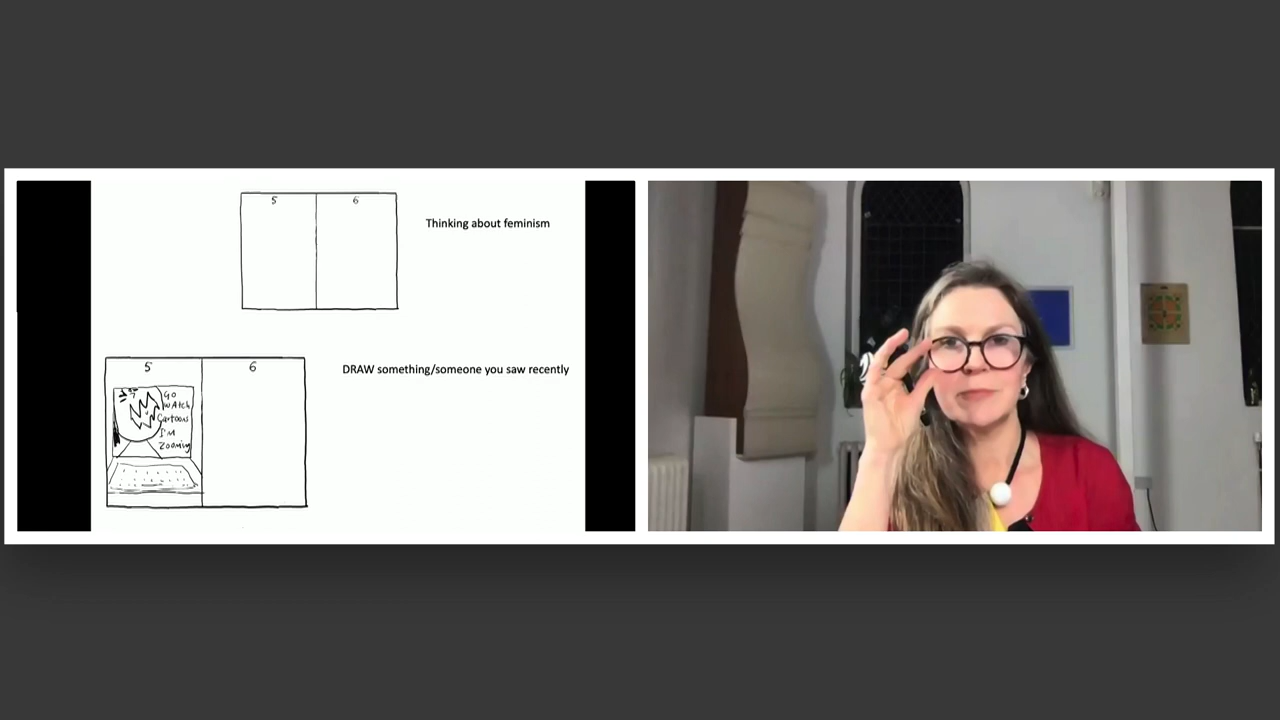 5 6
Thinking about feminism
5 6
DRAW something/someone you saw recently
Go
WAtch
Cartoons
I'M
Zooming